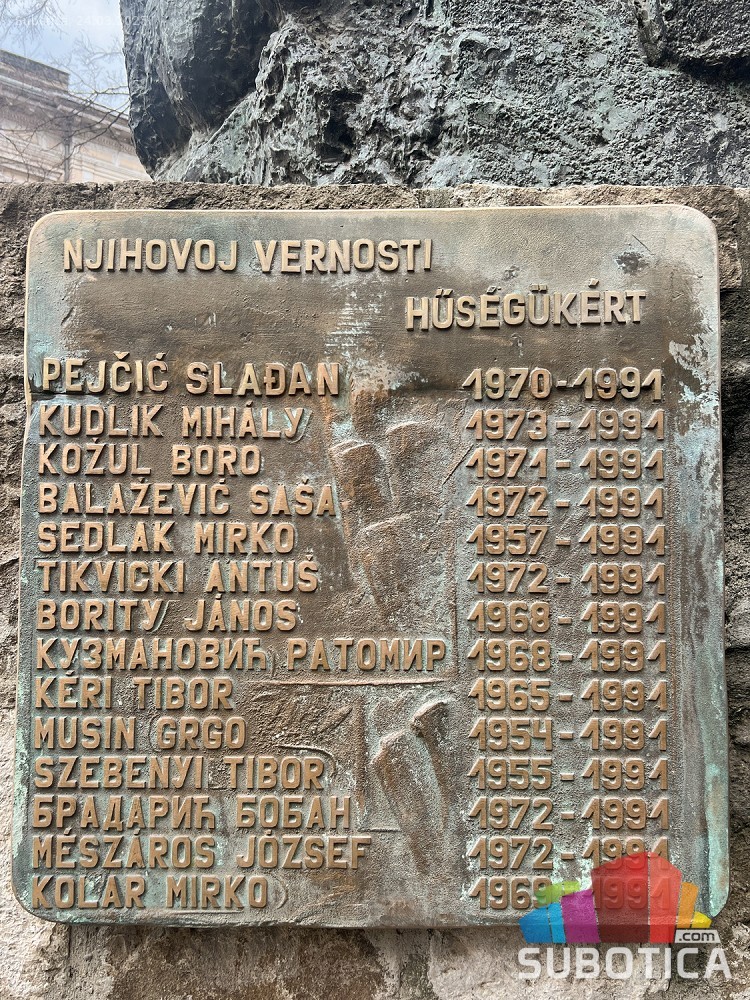 NJIHOVOJ VERNOSTI
HŰSÉGÜKÉRT
PEJČIĆ SLAĐAN 1970-1991
KUDLIK MIHÁLY 1973-1991
KOŽUL BORO 1971-1991
BALAŽEVIĆ SAŠA 1972-1991
SEDLAK MIRKO 1957-1991
TIKVICKI ANTUŠ 1972-1991
BORITY JÁNOS 1968-1991
КУЗМАНОВИЋ РАТОМИР 1968-1991
KÉRI TIBOR 1965-1991
MUSIN GRGO 1954-1991
SZEBENYI TIBOR 1955-1991
БРАДАРИЋ БОБАН 1972-1991
MÉSZÁROS JÓZSEF 1972-1991
KOLAR MIRKO 1969-1991
.com
SUBOTICA